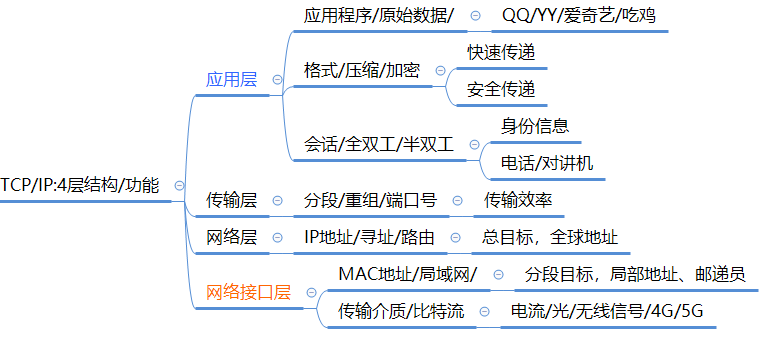 TCP/IP:4层结构/功能
应用层
应用程序/原始数据/
QQ/YY/爱奇艺/吃鸡
格式/压缩/加密
快速传递
安全传递
会话/全双工/半双工
身份信息
电话/对讲机
传输层
分段/重组/端口号
传输效率
网络层
IP地址/寻址/路由
总目标，全球地址
网络接口层
MAC地址/局域网/
分段目标，局部地址、邮递员
传输介质/比特流
电流/光/无线信号/4G/5G